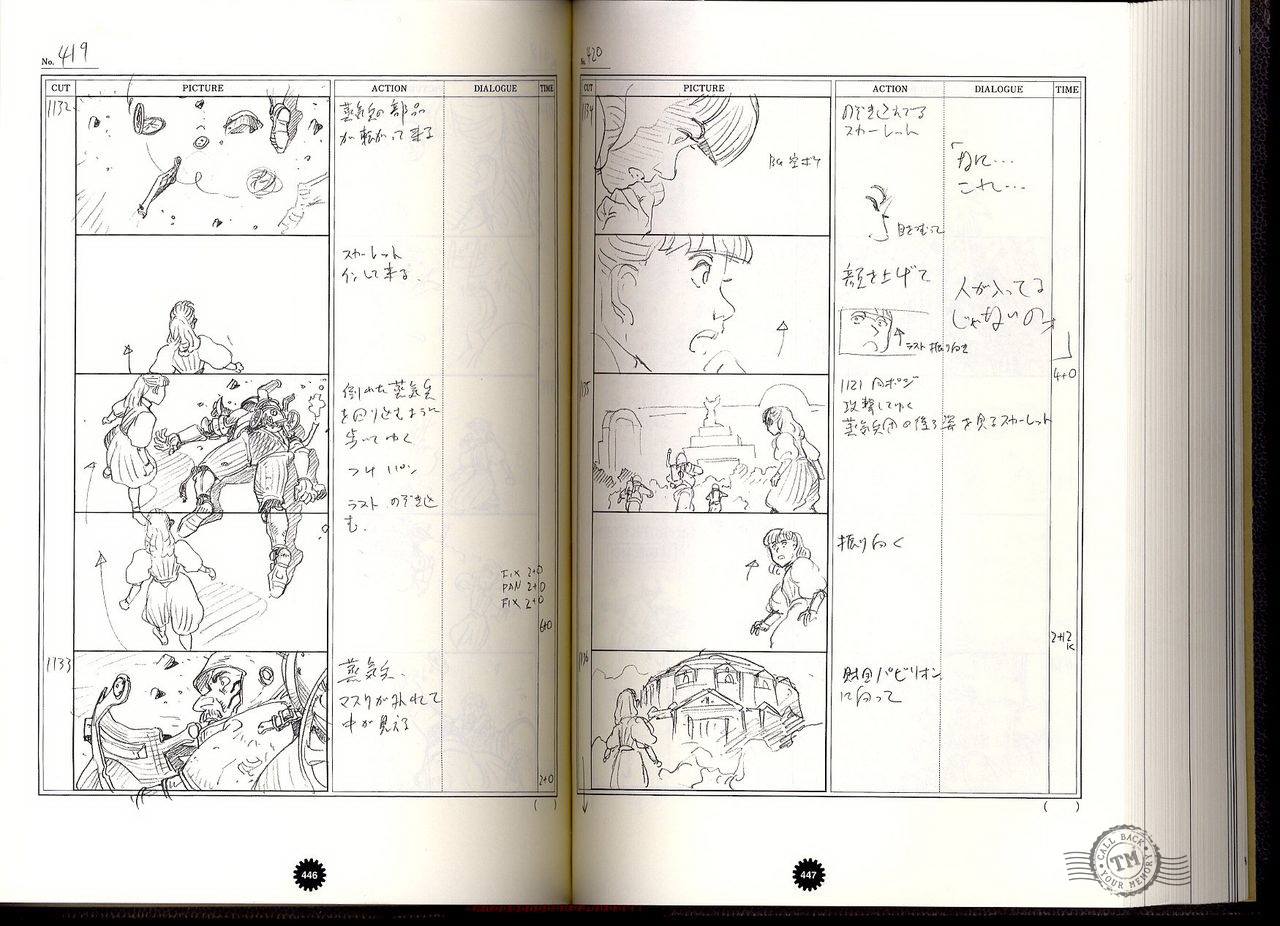 No. 419
CUT PICTURE ACTION DIALOGUE TIME
1132
蒸気兵の部品
が転がって来る
スカーレット
インして来る
倒れた蒸気兵
を回り込むように
歩いてゆく
つけ 110%
ラスト のぞき込
む.
FIX 2+0
PAN 2+0
FIX 2+0
6+0
1133
蒸気兵.
マスクが外れて
中が見える
2+0
( )
446
No. 420
CUT PICTURE ACTION DIALOGUE TIME
1134
BG 空ボケ
のぞき込んでる
スカーレット
「なに…
これ…
目をむって
顔を上げて
人が入ってる
じゃないの
ラスト振り向き
4+0
1135
1121 同ポジ
攻撃してゆく
蒸気兵団の後ろ姿を見るスカーレット
振り向く
2+12
K
1136
財団パビリオン
に向って
( )
447
CALL BACK
TM
YOUR MEMORY